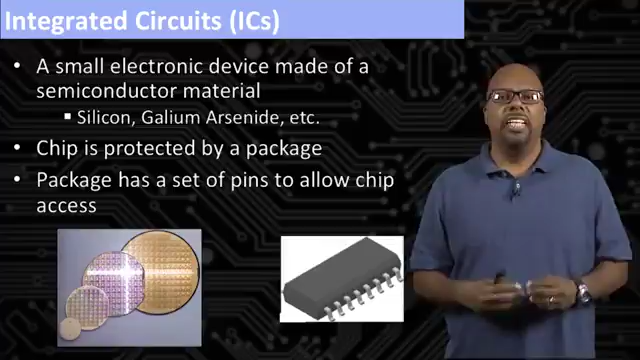 Integrated Circuits (ICs)
• A small electronic device made of a
semiconductor material
▪ Silicon, Galium Arsenide, etc.
• Chip is protected by a package
• Package has a set of pins to allow chip
access